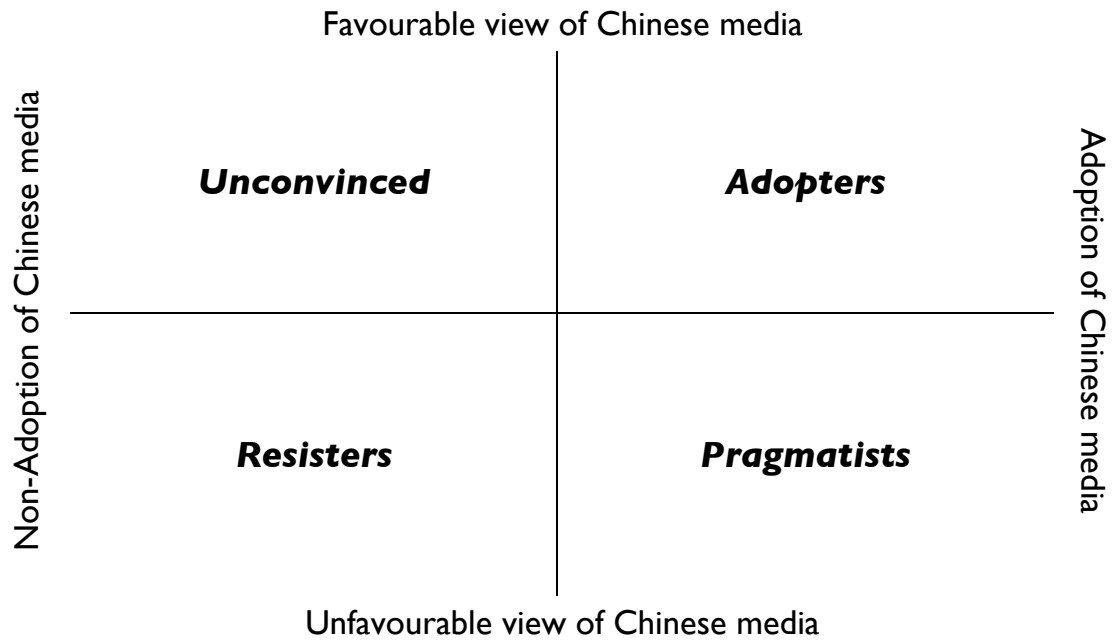 Favourable view of Chinese media
Non-Adoption of Chinese media
Unconvinced
Adopters
Adoption of Chinese media
Resisters
Pragmatists
Unfavourable view of Chinese media